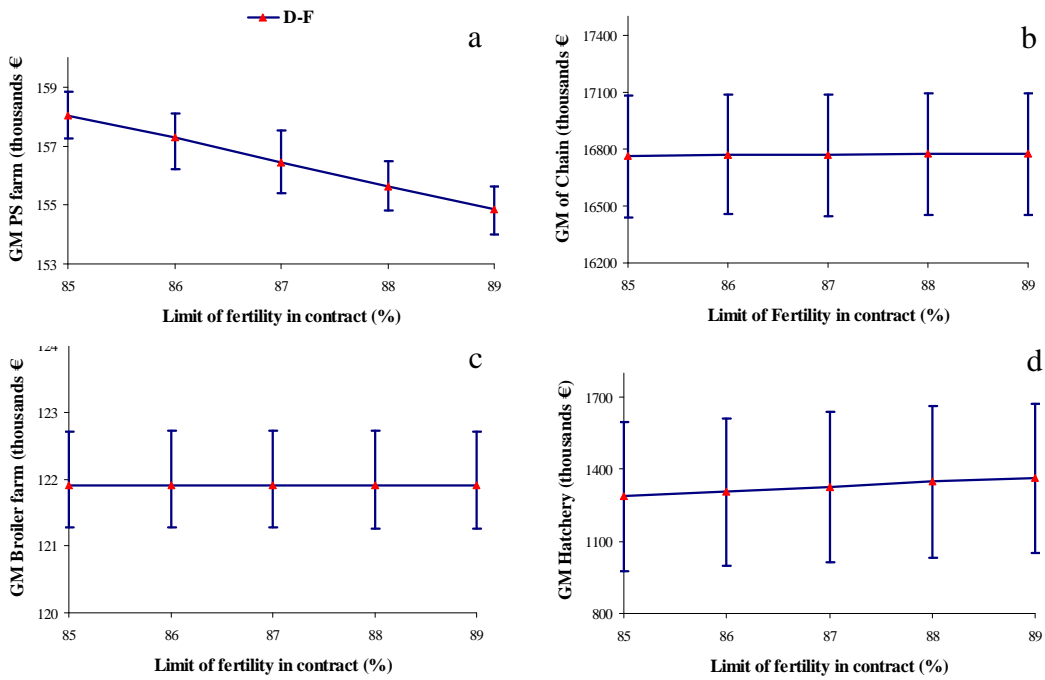 D-F
a
GM PS farm (thousands €
159
157
155
153
85 86 87 88 89
Limit of fertility in contract (%)
b
GM of Chain (thousands €
17400
17100
16800
16500
16200
85 86 87 88 89
Limit of Fertility in contract (%)
c
GM Broiler farm (thousands €
124
123
122
121
120
85 86 87 88 89
Limit of fertility in contract (%)
d
GM Hatchery (thousands €)
1700
1400
1100
800
85 86 87 88 89
Limit of fertility in contract (%)